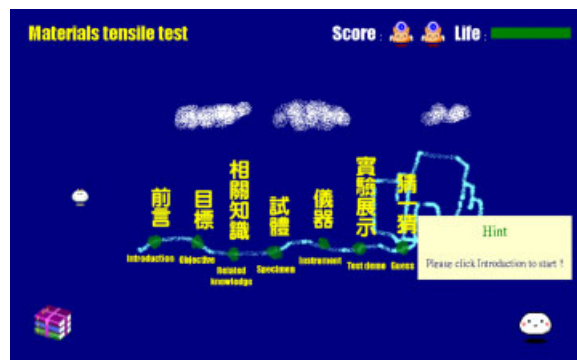 Materials tensile test
Score :
Life :
前言
目標
相關知識
試體
儀器
實驗展示
猜一猜
Introduction
Objective
Related
knowledge
Specimen
Instrument
Test demo
Guess
Hint
Please click Introduction to start !